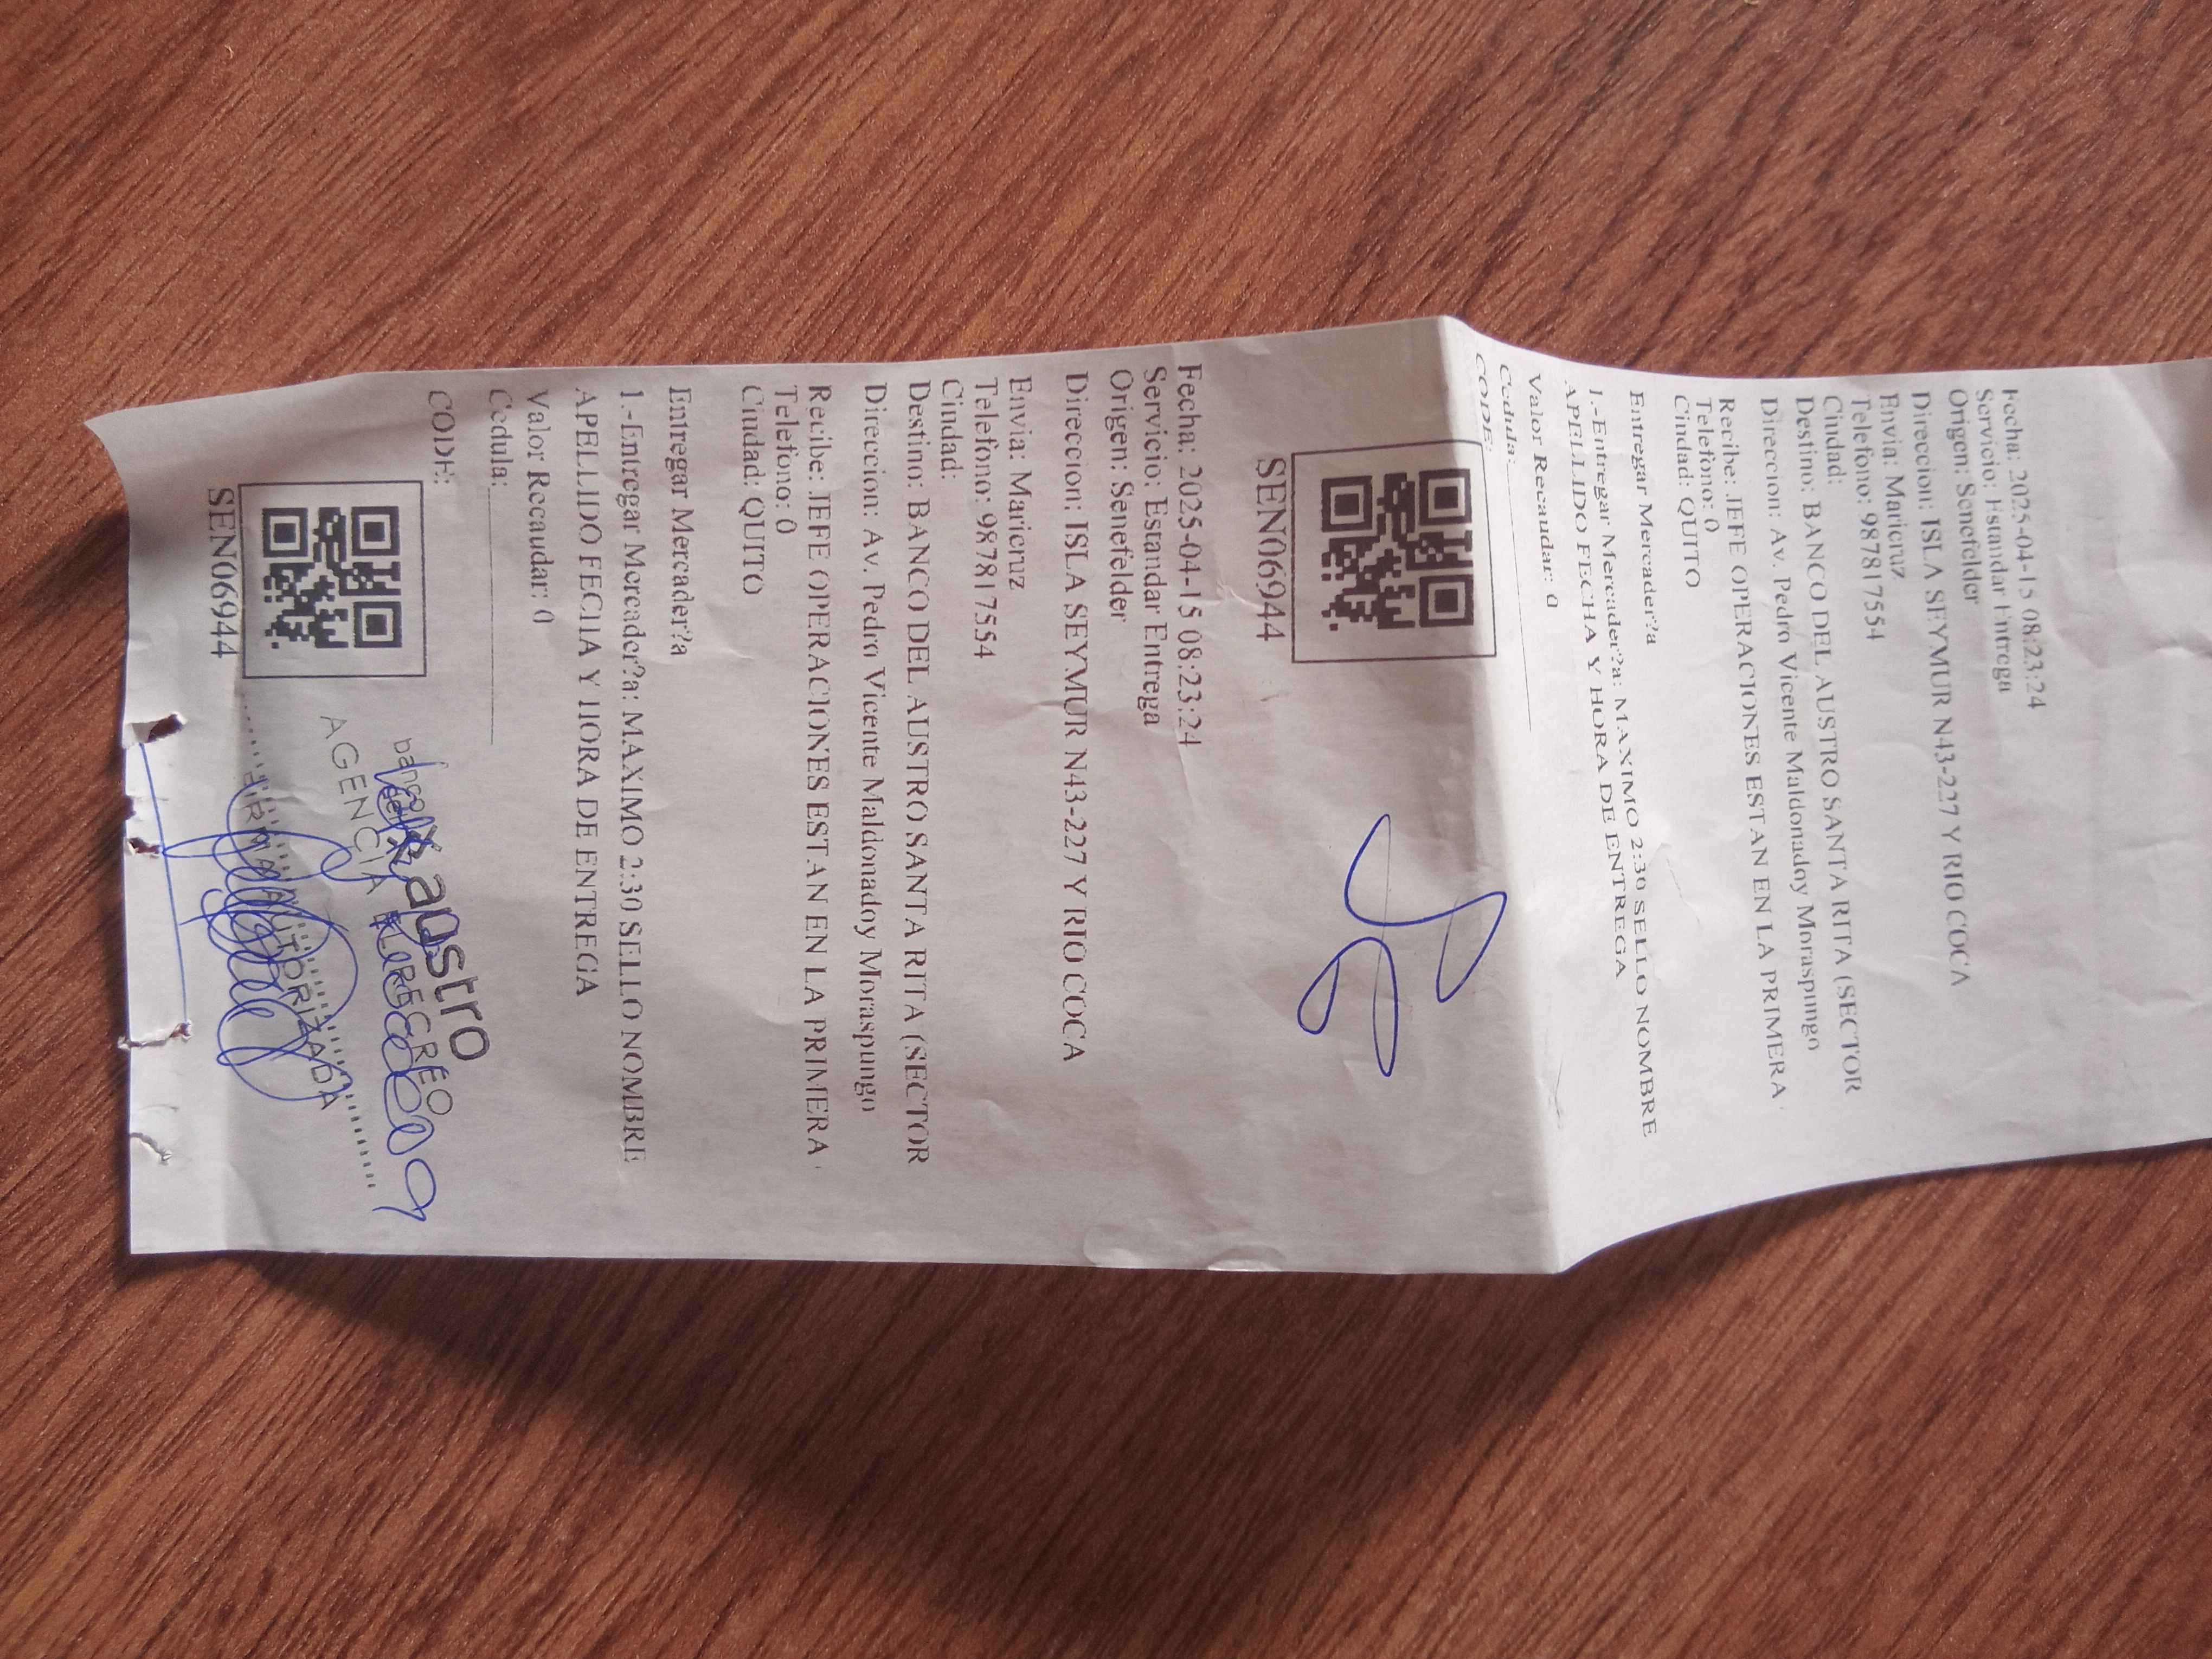 Fecha: 2025-04-15 08:23:24
Servicio: Estandar Entrega
Origen: Senefelder
Direccion: ISLA SEYMUR N43-227 Y RIO COCA
Envia: Maricruz
Telefono: 987817554
Ciudad:
Destino: BANCO DEL AUSTRO SANTA RITA (SECTOR
Direccion: Av. Pedro Vicente Maldonadoy Moraspungo
Recibe: JEFE OPERACIONES ESTAN EN LA PRIMERA
Telefono: 0
Ciudad: QUITO
Entregar Mercader?a
1.-Entregar Mercader?a: MAXIMO 2:30 SELLO NOMBRE
APELLIDO FECHA Y HORA DE ENTREGA
Valor Recaudar: 0
Cedula:
CODE:
SEN06944
Fecha: 2025-04-15 08:23:24
Servicio: Estandar Entrega
Origen: Senefelder
Direccion: ISLA SEYMUR N43-227 Y RIO COCA
Envia: Maricruz
Telefono: 987817554
Ciudad:
Destino: BANCO DEL AUSTRO SANTA RITA (SECTOR
Direccion: Av. Pedro Vicente Maldonadoy Moraspungo
Recibe: JEFE OPERACIONES ESTAN EN LA PRIMERA
Telefono: 0
Ciudad: QUITO
Entregar Mercader?a
1.-Entregar Mercader?a: MAXIMO 2:30 SELLO NOMBRE
APELLIDO FECHA Y HORA DE ENTREGA
Valor Recaudar: 0
Cedula:
CODE:
austro
AGENCIA RECREO
FIRMA AUTORIZADA
SEN06944